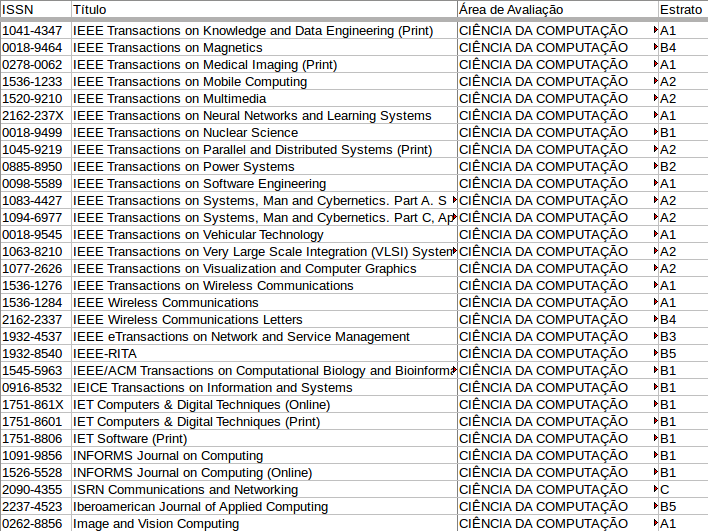 ISSN Título Área de Avaliação Estrato
1041-4347 IEEE Transactions on Knowledge and Data Engineering (Print) CIÊNCIA DA COMPUTAÇÃO A1
0018-9464 IEEE Transactions on Magnetics CIÊNCIA DA COMPUTAÇÃO B4
0278-0062 IEEE Transactions on Medical Imaging (Print) CIÊNCIA DA COMPUTAÇÃO A1
1536-1233 IEEE Transactions on Mobile Computing CIÊNCIA DA COMPUTAÇÃO A2
1520-9210 IEEE Transactions on Multimedia CIÊNCIA DA COMPUTAÇÃO A2
2162-237X IEEE Transactions on Neural Networks and Learning Systems CIÊNCIA DA COMPUTAÇÃO A1
0018-9499 IEEE Transactions on Nuclear Science CIÊNCIA DA COMPUTAÇÃO B1
1045-9219 IEEE Transactions on Parallel and Distributed Systems (Print) CIÊNCIA DA COMPUTAÇÃO A2
0885-8950 IEEE Transactions on Power Systems CIÊNCIA DA COMPUTAÇÃO B2
0098-5589 IEEE Transactions on Software Engineering CIÊNCIA DA COMPUTAÇÃO A1
1083-4427 IEEE Transactions on Systems, Man and Cybernetics. Part A. S CIÊNCIA DA COMPUTAÇÃO A2
1094-6977 IEEE Transactions on Systems, Man and Cybernetics. Part C, Ap CIÊNCIA DA COMPUTAÇÃO A2
0018-9545 IEEE Transactions on Vehicular Technology CIÊNCIA DA COMPUTAÇÃO A1
1063-8210 IEEE Transactions on Very Large Scale Integration (VLSI) System CIÊNCIA DA COMPUTAÇÃO A2
1077-2626 IEEE Transactions on Visualization and Computer Graphics CIÊNCIA DA COMPUTAÇÃO A2
1536-1276 IEEE Transactions on Wireless Communications CIÊNCIA DA COMPUTAÇÃO A1
1536-1284 IEEE Wireless Communications CIÊNCIA DA COMPUTAÇÃO A1
2162-2337 IEEE Wireless Communications Letters CIÊNCIA DA COMPUTAÇÃO B4
1932-4537 IEEE eTransactions on Network and Service Management CIÊNCIA DA COMPUTAÇÃO B3
1932-8540 IEEE-RITA CIÊNCIA DA COMPUTAÇÃO B5
1545-5963 IEEE/ACM Transactions on Computational Biology and Bioinforma CIÊNCIA DA COMPUTAÇÃO B1
0916-8532 IEICE Transactions on Information and Systems CIÊNCIA DA COMPUTAÇÃO B1
1751-861X IET Computers & Digital Techniques (Online) CIÊNCIA DA COMPUTAÇÃO B1
1751-8601 IET Computers & Digital Techniques (Print) CIÊNCIA DA COMPUTAÇÃO B1
1751-8806 IET Software (Print) CIÊNCIA DA COMPUTAÇÃO B1
1091-9856 INFORMS Journal on Computing CIÊNCIA DA COMPUTAÇÃO B1
1526-5528 INFORMS Journal on Computing (Online) CIÊNCIA DA COMPUTAÇÃO B1
2090-4355 ISRN Communications and Networking CIÊNCIA DA COMPUTAÇÃO C
2237-4523 Iberoamerican Journal of Applied Computing CIÊNCIA DA COMPUTAÇÃO B5
0262-8856 Image and Vision Computing CIÊNCIA DA COMPUTAÇÃO A1